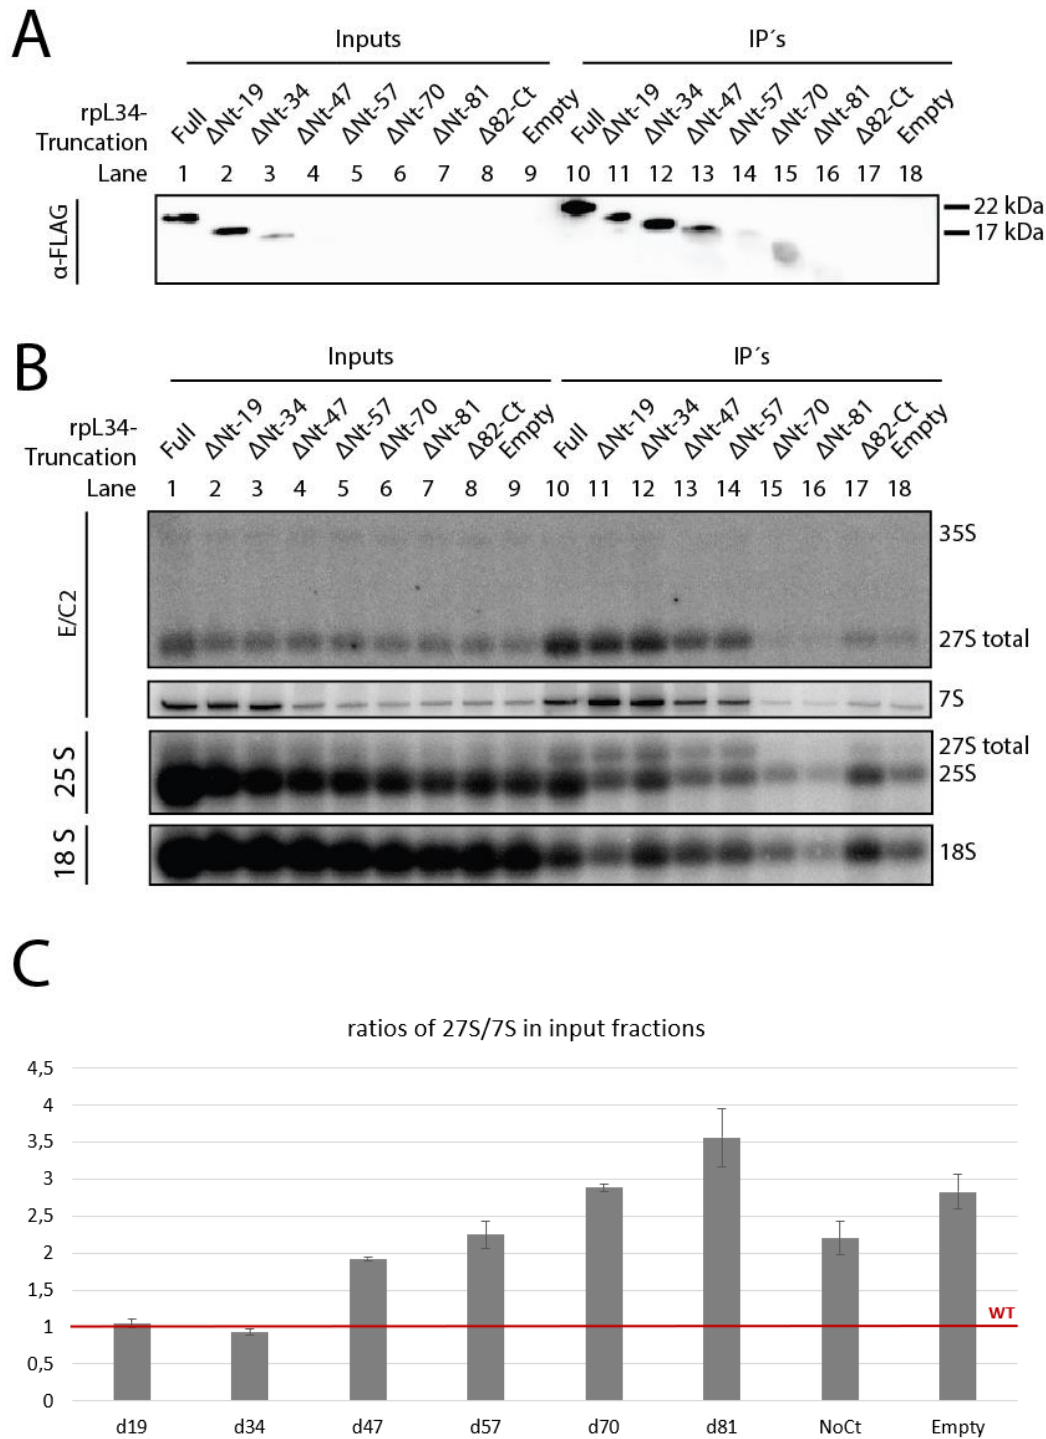 A
Inputs IP´s
rpL34-
Truncation
Full ΔNt-19 ΔNt-34 ΔNt-47 ΔNt-57 ΔNt-70 ΔNt-81 Δ82-Ct Empty Full ΔNt-19 ΔNt-34 ΔNt-47 ΔNt-57 ΔNt-70 ΔNt-81 Δ82-Ct Empty
Lane 1 2 3 4 5 6 7 8 9 10 11 12 13 14 15 16 17 18
α-FLAG
22 kDa
17 kDa
B
Inputs IP´s
rpL34-
Truncation
Full ΔNt-19 ΔNt-34 ΔNt-47 ΔNt-57 ΔNt-70 ΔNt-81 Δ82-Ct Empty Full ΔNt-19 ΔNt-34 ΔNt-47 ΔNt-57 ΔNt-70 ΔNt-81 Δ82-Ct Empty
Lane 1 2 3 4 5 6 7 8 9 10 11 12 13 14 15 16 17 18
E/C2
35S
27S total
7S
25 S
27S total
25S
18 S
18S
C
ratios of 27S/7S in input fractions
4,5
4
3,5
3
2,5
2
1,5
WT
1
0,5
0
d19 d34 d47 d57 d70 d81 NoCt Empty